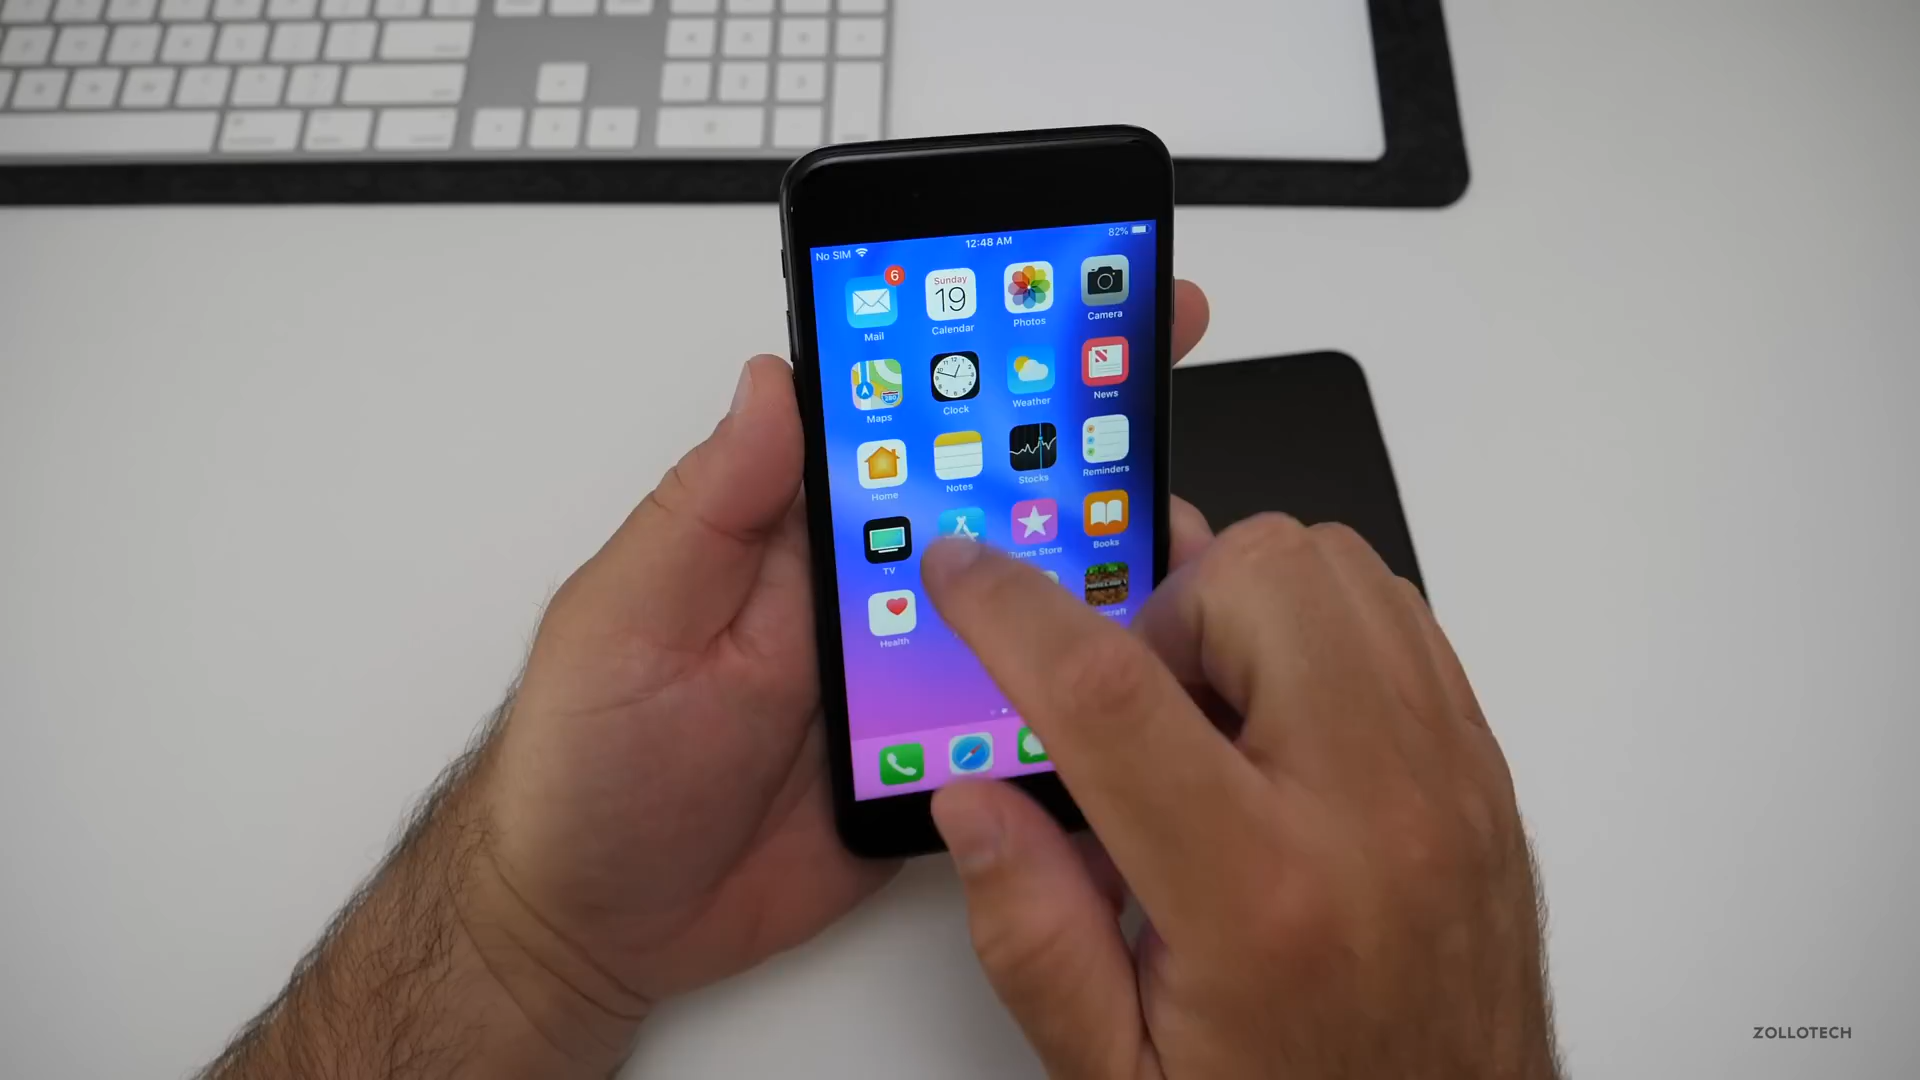 No SIM
12:48 AM
82%
6
Sunday
19
Mail
Calendar
Photos
Camera
Maps
280
Clock
Weather
News
Home
Notes
Stocks
Reminders
TV
iTunes Store
Books
Health
ZOLLOTECH